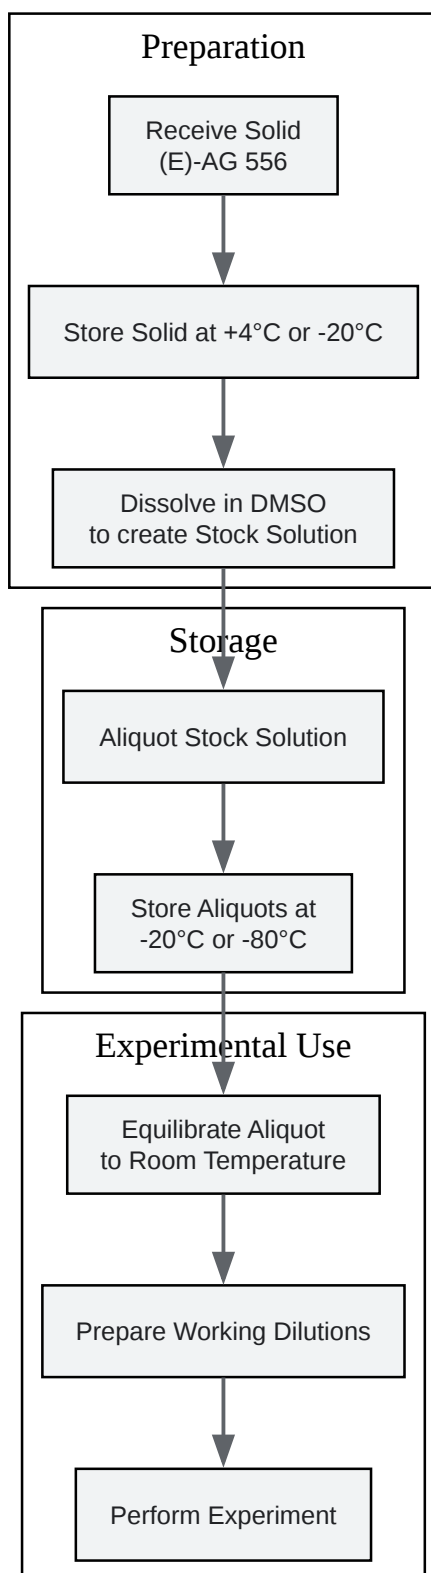 Preparation
Receive Solid
(E)-AG 556
Store Solid at +4°C or -20°C
Dissolve in DMSO
to create Stock Solution
Storage
Aliquot Stock Solution
Store Aliquots at
-20°C or -80°C
Experimental Use
Equilibrate Aliquot
to Room Temperature
Prepare Working Dilutions
Perform Experiment